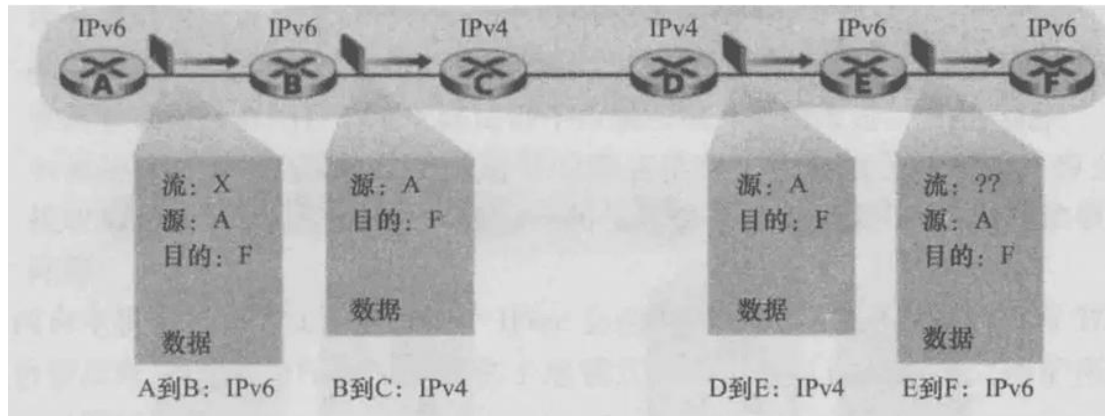 IPv6 IPv6 IPv4 IPv4 IPv6 IPv6
A B C D E F
流：X
源：A
目的：F
数据
源：A
目的：F
数据
源：A
目的：F
数据
流：??
源：A
目的：F
数据
A到B：IPv6 B到C：IPv4 D到E：IPv4 E到F：IPv6